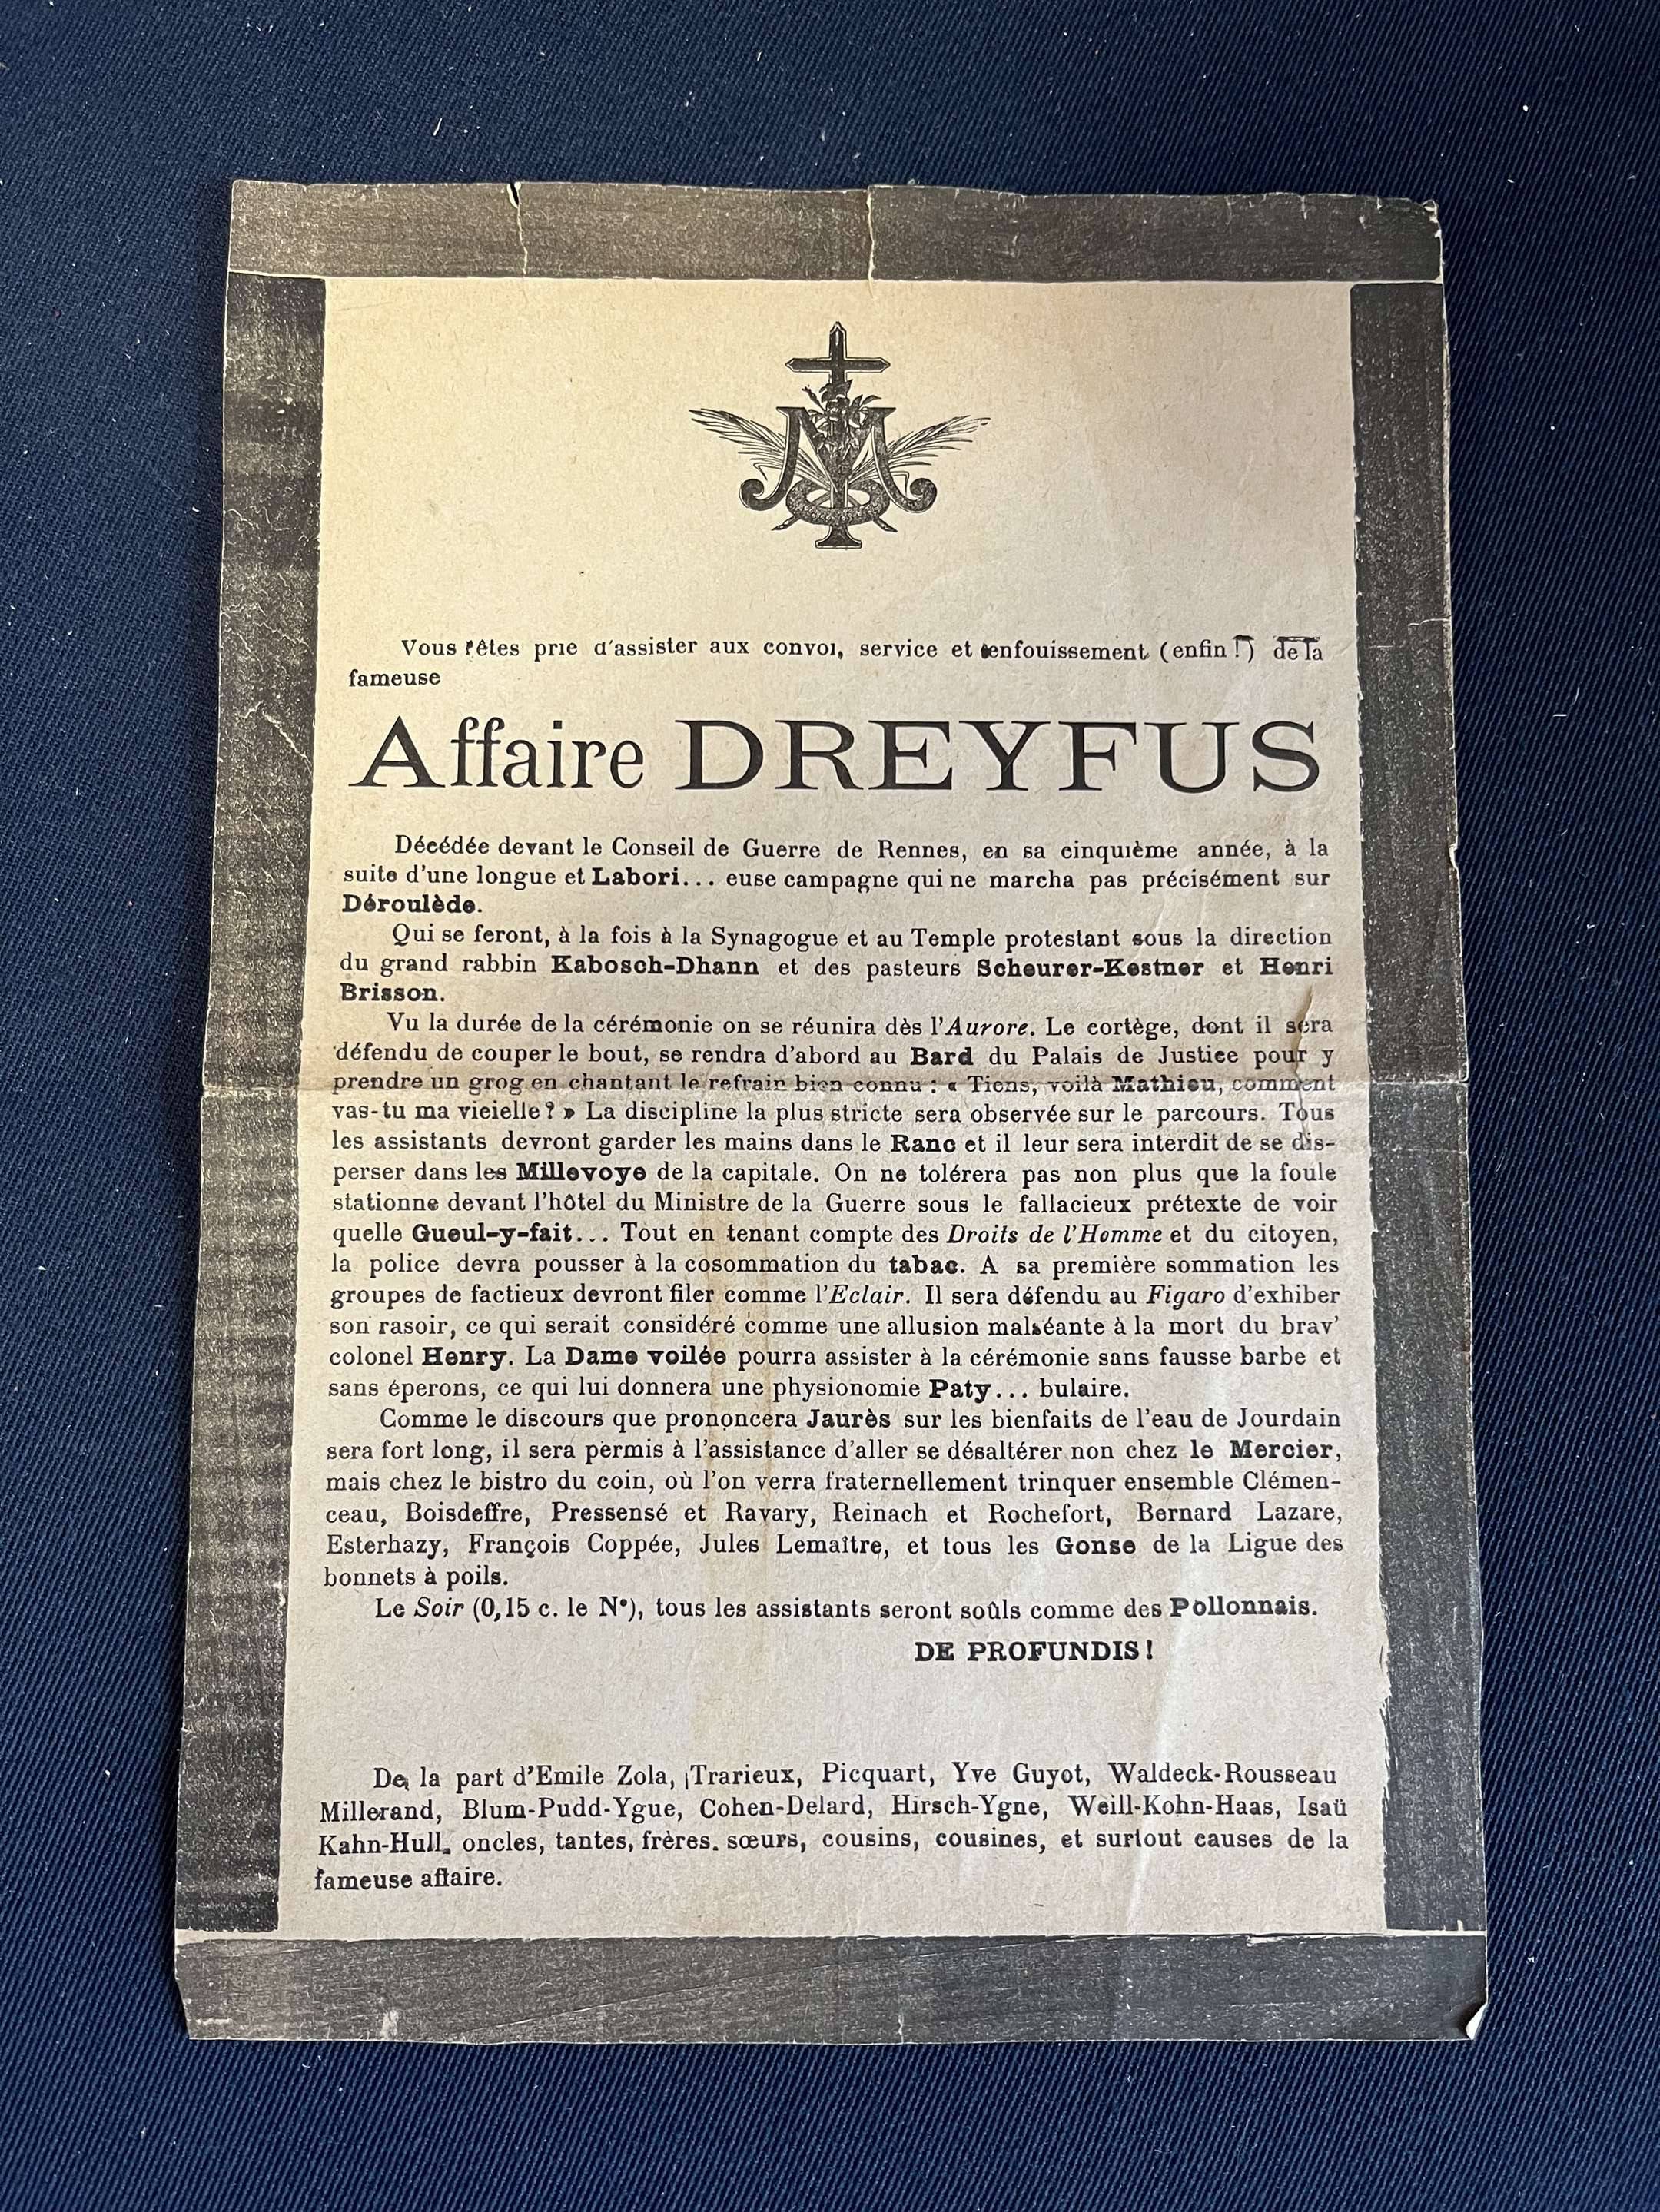 M
Vous êtes prié d'assister aux convoi, service et enfouissement (enfin !) de la
fameuse
Affaire DREYFUS
Décédée devant le Conseil de Guerre de Rennes, en sa cinquième année, à la
suite d'une longue et Labori... euse campagne qui ne marcha pas précisément sur
Déroulède.
Qui se feront, à la fois à la Synagogue et au Temple protestant sous la direction
du grand rabbin Kabosch-Dhann et des pasteurs Scheurer-Kestner et Henri
Brisson.
Vu la durée de la cérémonie on se réunira dès l'Aurore. Le cortège, dont il sera
défendu de couper le bout, se rendra d'abord au Bard du Palais de Justice pour y
prendre un grog en chantant le refrain bien connu : « Tiens, voilà Mathieu, comment
vas-tu ma vieielle ? » La discipline la plus stricte sera observée sur le parcours. Tous
les assistants devront garder les mains dans le Ranc et il leur sera interdit de se dis-
perser dans les Millevoye de la capitale. On ne tolérera pas non plus que la foule
stationne devant l'hôtel du Ministre de la Guerre sous le fallacieux prétexte de voir
quelle Gueul-y-fait... Tout en tenant compte des Droits de l'Homme et du citoyen,
la police devra pousser à la cosommation du tabac. A sa première sommation les
groupes de factieux devront filer comme l'Eclair. Il sera défendu au Figaro d'exhiber
son rasoir, ce qui serait considéré comme une allusion malséante à la mort du brav'
colonel Henry. La Dame voilée pourra assister à la cérémonie sans fausse barbe et
sans éperons, ce qui lui donnera une physionomie Paty... bulaire.
Comme le discours que prononcera Jaurès sur les bienfaits de l'eau de Jourdain
sera fort long, il sera permis à l'assistance d'aller se désaltérer non chez le Mercier,
mais chez le bistro du coin, où l'on verra fraternellement trinquer ensemble Clémen-
ceau, Boisdeffre, Pressensé et Ravary, Reinach et Rochefort, Bernard Lazare,
Esterhazy, François Coppée, Jules Lemaître, et tous les Gonse de la Ligue des
bonnets à poils.
Le Soir (0,15 c. le N°), tous les assistants seront soûls comme des Pollonnais.
DE PROFUNDIS !
De la part d'Emile Zola, Trarieux, Picquart, Yve Guyot, Waldeck-Rousseau
Millerand, Blum-Pudd-Ygue, Cohen-Delard, Hirsch-Ygne, Weill-Kohn-Haas, Isaü
Kahn-Hull, oncles, tantes, frères. sœurs, cousins, cousines, et surtout causes de la
fameuse affaire.